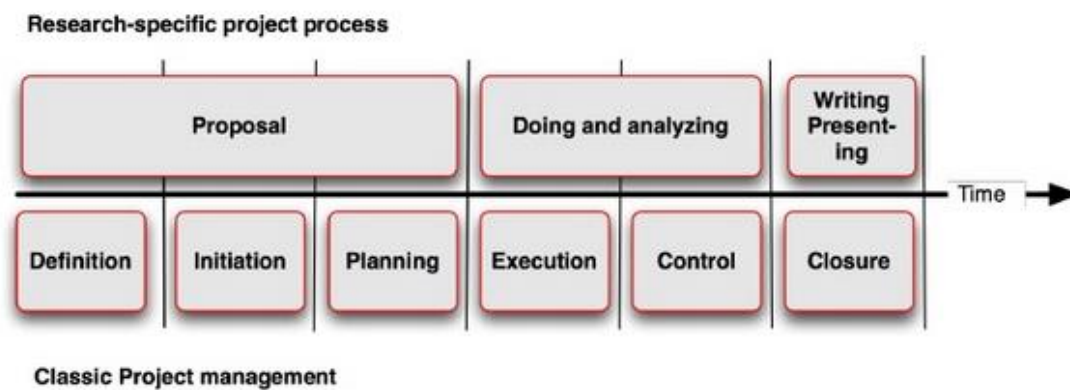 Research-specific project process
Proposal
Doing and analyzing
Writing
Present-
ing
Time
Definition
Initiation
Planning
Execution
Control
Closure
Classic Project management